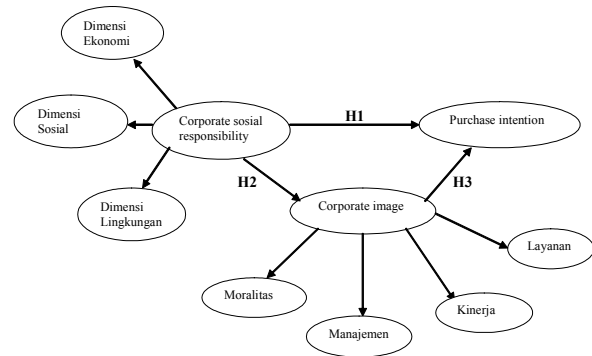 Dimensi
Ekonomi
Dimensi
Sosial
Corporate sosial
responsibility
H1
Purchase intention
H2
H3
Dimensi
Lingkungan
Corporate image
Layanan
Moralitas
Kinerja
Manajemen